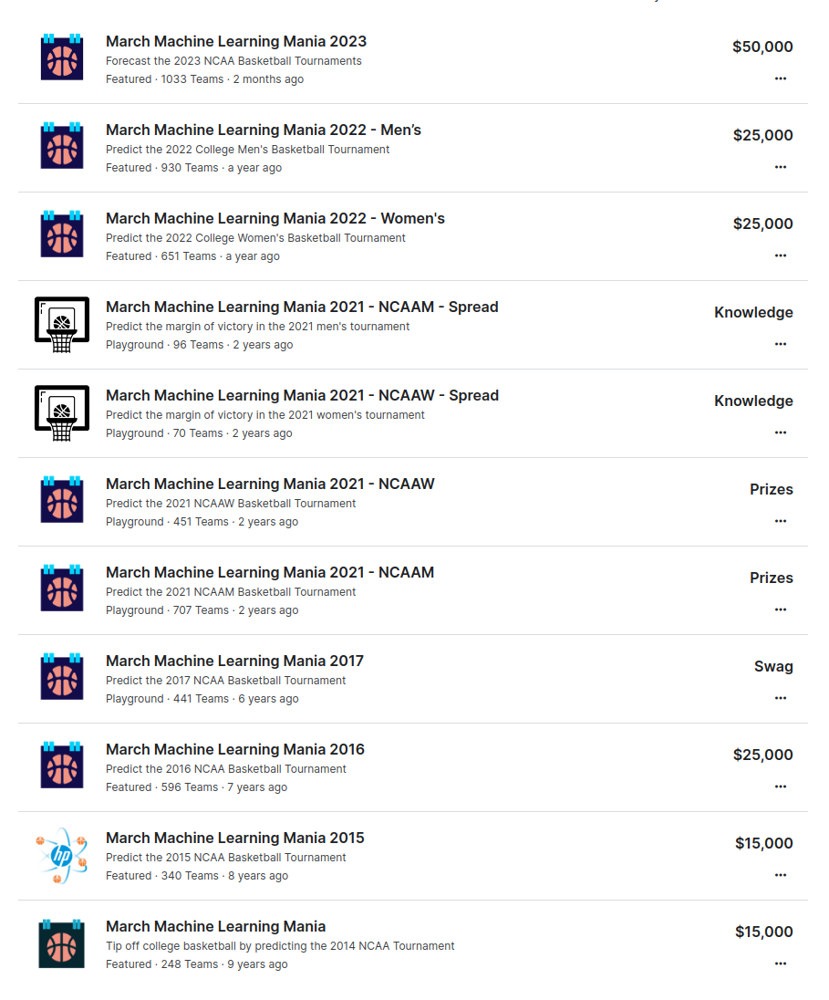 March Machine Learning Mania 2023
$50,000
Forecast the 2023 NCAA Basketball Tournaments
Featured · 1033 Teams · 2 months ago
...
March Machine Learning Mania 2022 - Men’s
$25,000
Predict the 2022 College Men's Basketball Tournament
Featured · 930 Teams · a year ago
...
March Machine Learning Mania 2022 - Women's
$25,000
Predict the 2022 College Women's Basketball Tournament
Featured · 651 Teams · a year ago
...
March Machine Learning Mania 2021 - NCAAM - Spread
Knowledge
Predict the margin of victory in the 2021 men's tournament
Playground · 96 Teams · 2 years ago
...
March Machine Learning Mania 2021 - NCAAW - Spread
Knowledge
Predict the margin of victory in the 2021 women's tournament
Playground · 70 Teams · 2 years ago
...
March Machine Learning Mania 2021 - NCAAW
Prizes
Predict the 2021 NCAAW Basketball Tournament
Playground · 451 Teams · 2 years ago
...
March Machine Learning Mania 2021 - NCAAM
Prizes
Predict the 2021 NCAAM Basketball Tournament
Playground · 707 Teams · 2 years ago
...
March Machine Learning Mania 2017
Swag
Predict the 2017 NCAA Basketball Tournament
Playground · 441 Teams · 6 years ago
...
March Machine Learning Mania 2016
$25,000
Predict the 2016 NCAA Basketball Tournament
Featured · 596 Teams · 7 years ago
...
hp
March Machine Learning Mania 2015
$15,000
Predict the 2015 NCAA Basketball Tournament
Featured · 340 Teams · 8 years ago
...
March Machine Learning Mania
$15,000
Tip off college basketball by predicting the 2014 NCAA Tournament
Featured · 248 Teams · 9 years ago
...